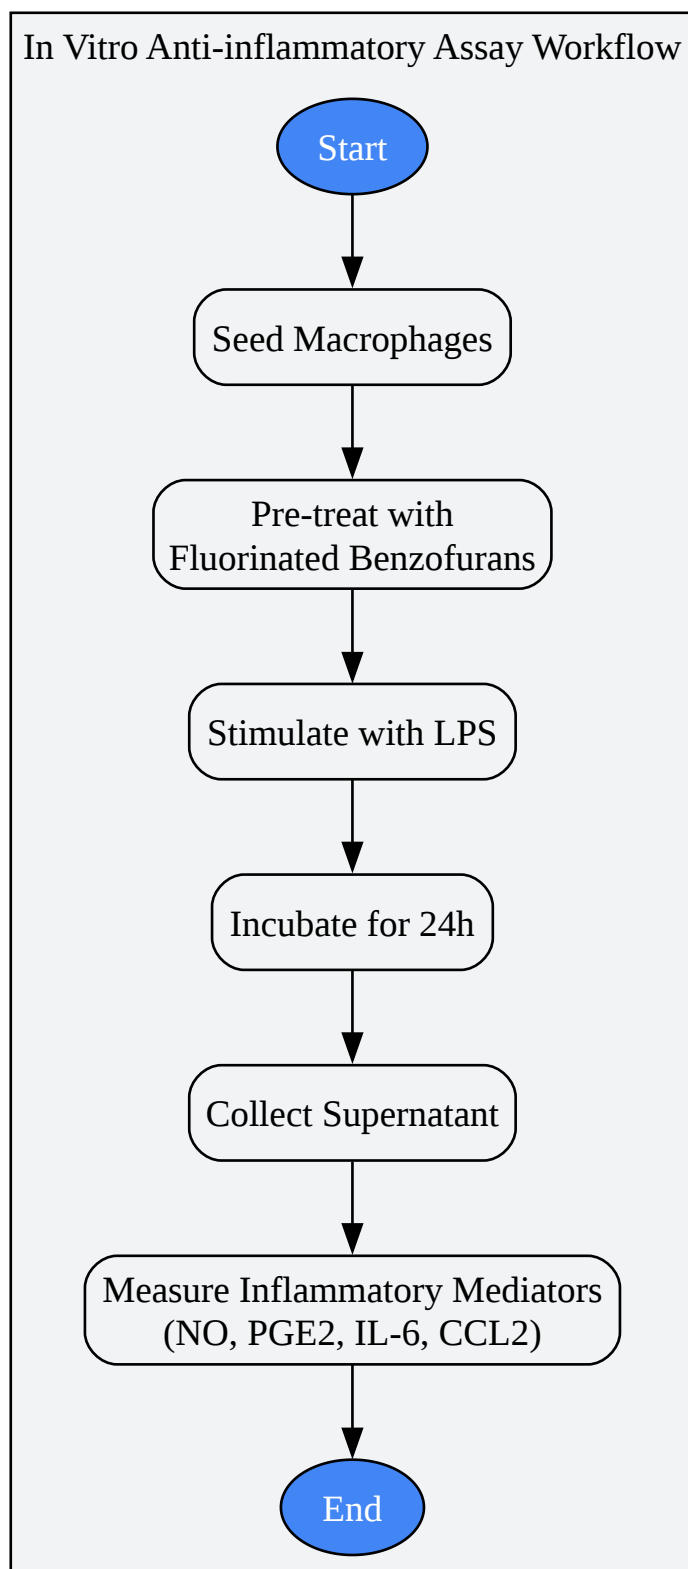 In Vitro Anti-inflammatory Assay Workflow
Start
Seed Macrophages
Pre-treat with
Fluorinated Benzofurans
Stimulate with LPS
Incubate for 24h
Collect Supernatant
Measure Inflammatory Mediators
(NO, PGE2, IL-6, CCL2)
End